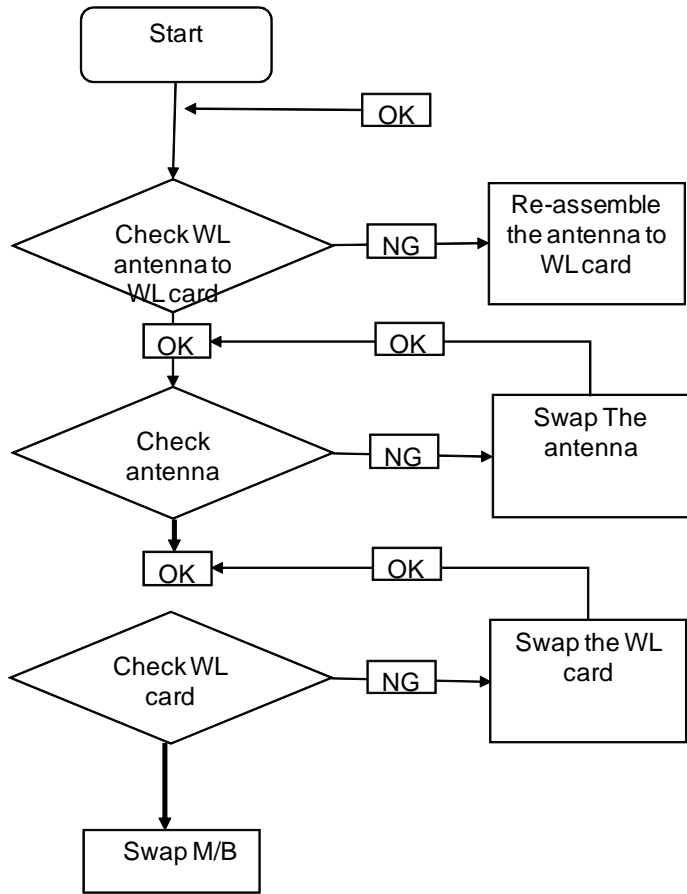 Start
OK
Check WL
antenna to
WL card
NG
Re-assemble
the antenna to
WL card
OK
OK
Check
antenna
NG
Swap The
antenna
OK
OK
Check WL
card
NG
Swap the WL
card
Swap M/B